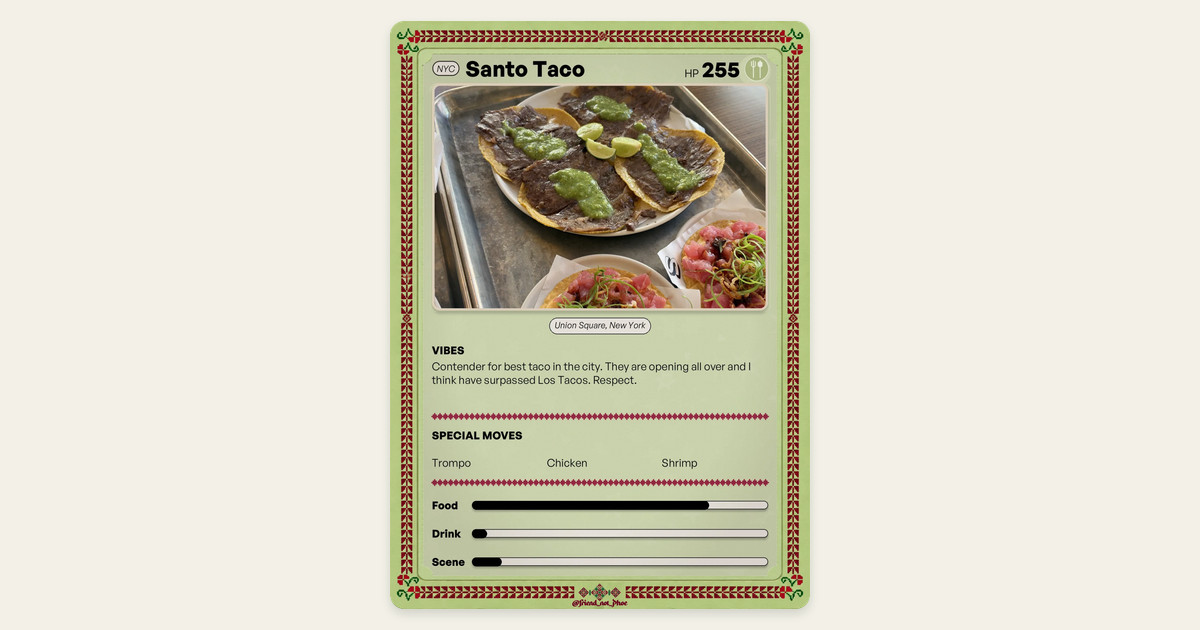 NYC Santo Taco HP 255
Union Square, New York
VIBES
Contender for best taco in the city. They are opening all over and I
think have surpassed Los Tacos. Respect.
SPECIAL MOVES
Trompo Chicken Shrimp
Food
Drink
Scene
@friend_not_phoe